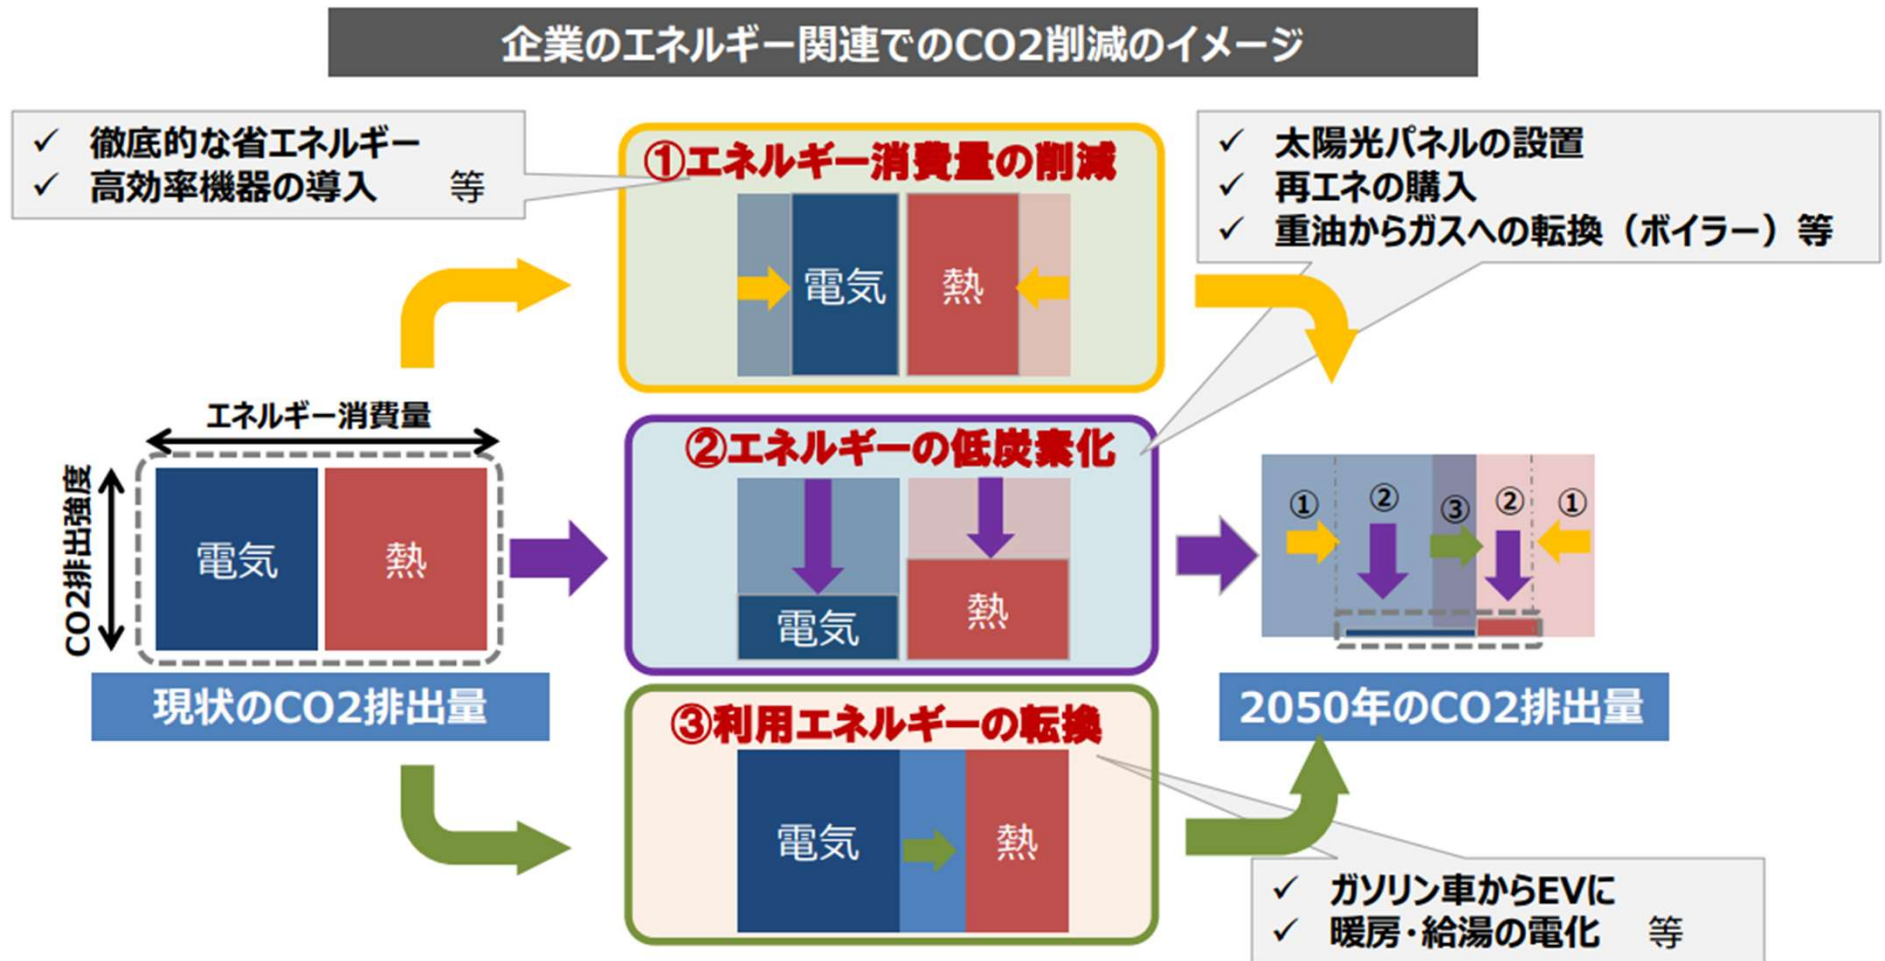 企業のエネルギー関連でのCO2削減のイメージ
✓ 徹底的な省エネルギー
✓ 高効率機器の導入 等
①エネルギー消費量の削減
電気 熱
✓ 太陽光パネルの設置
✓ 再エネの購入
✓ 重油からガスへの転換（ボイラー）等
エネルギー消費量
CO2排出強度
電気 熱
現状のCO2排出量
②エネルギーの低炭素化
電気 熱
① ② ③ ② ①
2050年のCO2排出量
③利用エネルギーの転換
電気 熱
✓ ガソリン車からEVに
✓ 暖房・給湯の電化 等